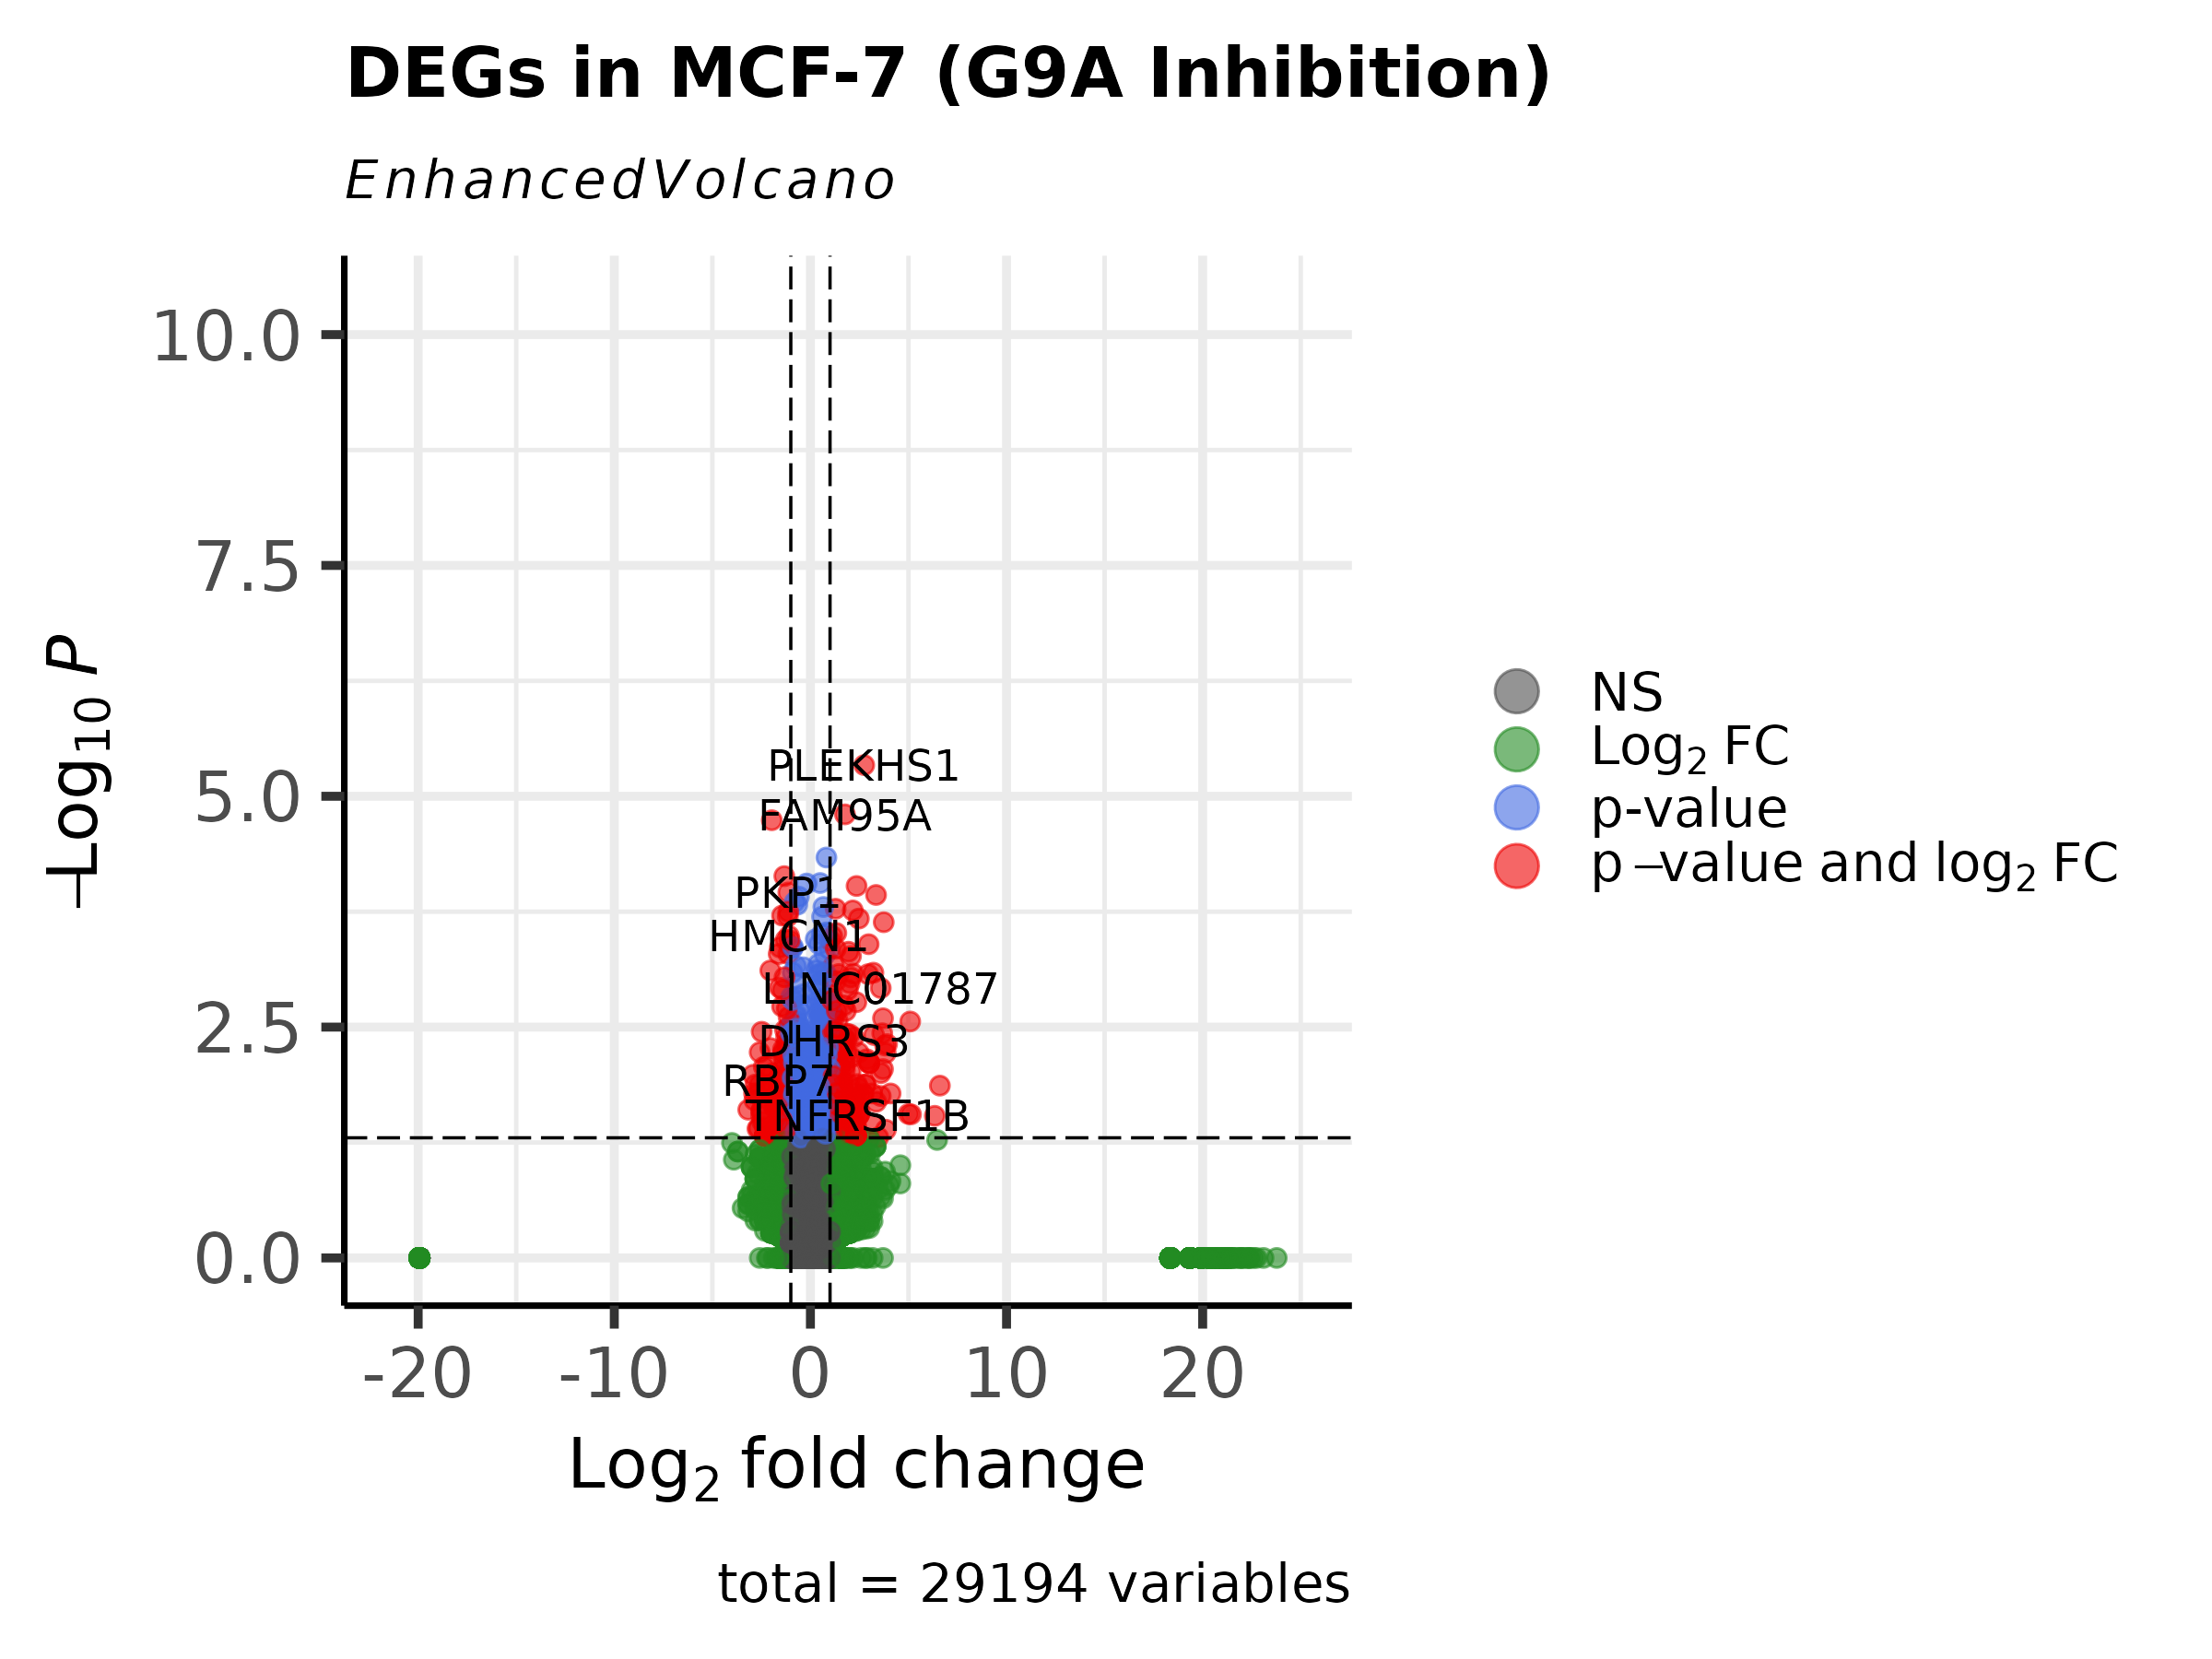 DEGs in MCF-7 (G9A Inhibition)
EnhancedVolcano
10.0
7.5
5.0
2.5
0.0
−Log₁₀ P
PLEKHS1
FAM95A
PKP1
HMCN1
LINC01787
DHRS3
RBP7
TNFRSF1B
-20 -10 0 10 20
Log₂ fold change
NS
Log₂ FC
p-value
p − value and log₂ FC
total = 29194 variables